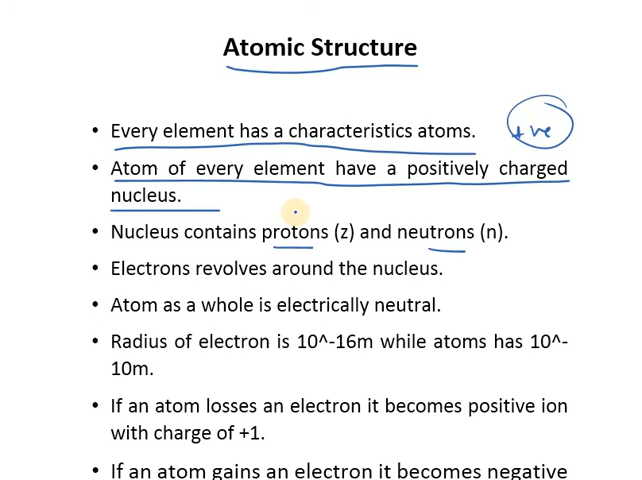 Atomic Structure
• Every element has a characteristics atoms.
+ve
• Atom of every element have a positively charged
nucleus.
• Nucleus contains protons (z) and neutrons (n).
• Electrons revolves around the nucleus.
• Atom as a whole is electrically neutral.
• Radius of electron is 10^-16m while atoms has 10^-
10m.
• If an atom losses an electron it becomes positive ion
with charge of +1.
• If an atom gains an electron it becomes negative